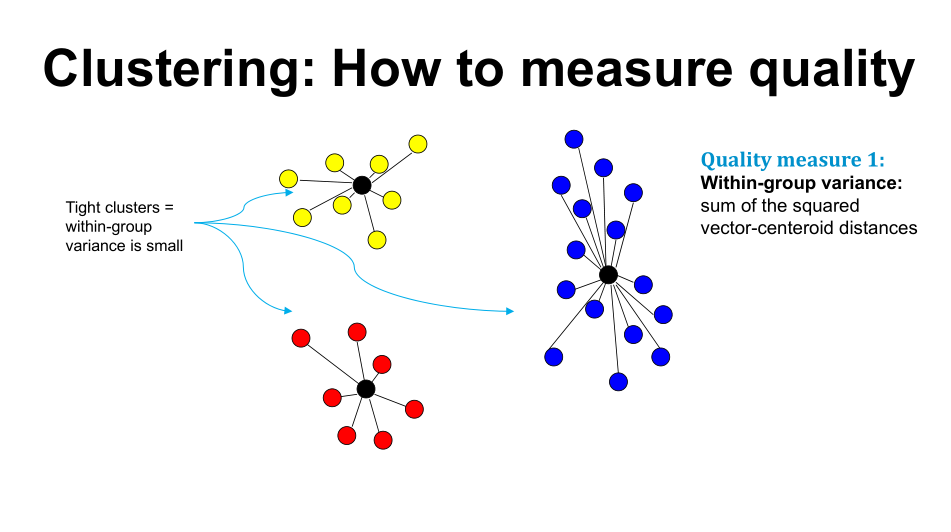 Clustering: How to measure quality
Tight clusters =
within-group
variance is small
Quality measure 1:
Within-group variance:
sum of the squared
vector-centeroid distances